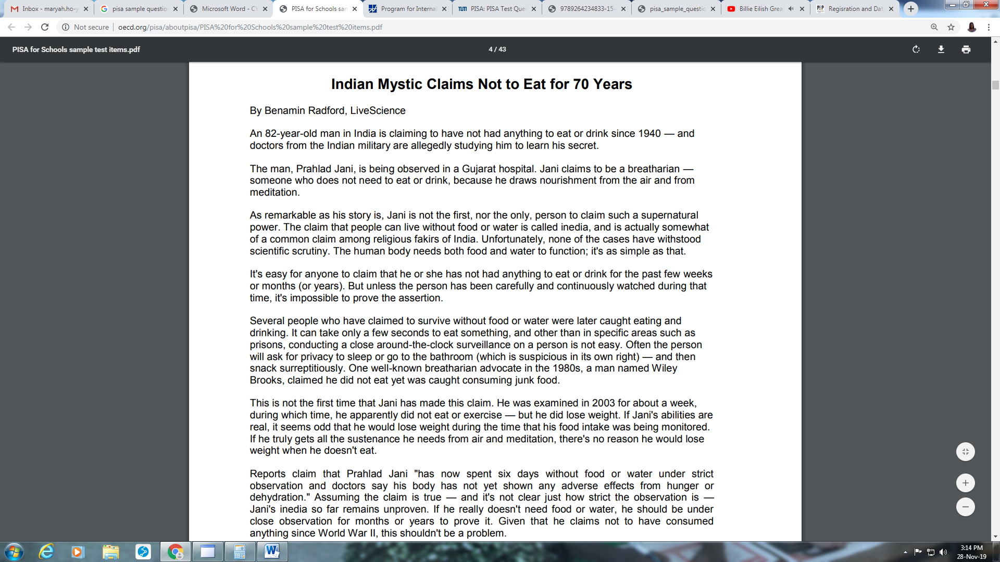 Inbox - maryah.ho-y
pisa sample questio
Microsoft Word - CY
PISA for Schools sam
Program for Interna
TUM PISA: PISA Test Ques
9789264234833-15-
pisa_sample_questio
Billie Eilish Grea
Regisration and Dat
Not secure | oecd.org/pisa/aboutpisa/PISA%20for%20Schools%20sample%20test%20items.pdf
PISA for Schools sample test items.pdf
4 / 43
Indian Mystic Claims Not to Eat for 70 Years
By Benamin Radford, LiveScience
An 82-year-old man in India is claiming to have not had anything to eat or drink since 1940 — and
doctors from the Indian military are allegedly studying him to learn his secret.
The man, Prahlad Jani, is being observed in a Gujarat hospital. Jani claims to be a breatharian —
someone who does not need to eat or drink, because he draws nourishment from the air and from
meditation.
As remarkable as his story is, Jani is not the first, nor the only, person to claim such a supernatural
power. The claim that people can live without food or water is called inedia, and is actually somewhat
of a common claim among religious fakirs of India. Unfortunately, none of the cases have withstood
scientific scrutiny. The human body needs both food and water to function; it's as simple as that.
It's easy for anyone to claim that he or she has not had anything to eat or drink for the past few weeks
or months (or years). But unless the person has been carefully and continuously watched during that
time, it's impossible to prove the assertion.
Several people who have claimed to survive without food or water were later caught eating and
drinking. It can take only a few seconds to eat something, and other than in specific areas such as
prisons, conducting a close around-the-clock surveillance on a person is not easy. Often the person
will ask for privacy to sleep or go to the bathroom (which is suspicious in its own right) — and then
snack surreptitiously. One well-known breatharian advocate in the 1980s, a man named Wiley
Brooks, claimed he did not eat yet was caught consuming junk food.
This is not the first time that Jani has made this claim. He was examined in 2003 for about a week,
during which time, he apparently did not eat or exercise — but he did lose weight. If Jani's abilities are
real, it seems odd that he would lose weight during the time that his food intake was being monitored.
If he truly gets all the sustenance he needs from air and meditation, there's no reason he would lose
weight when he doesn't eat.
Reports claim that Prahlad Jani "has now spent six days without food or water under strict
observation and doctors say his body has not yet shown any adverse effects from hunger or
dehydration." Assuming the claim is true — and it's not clear just how strict the observation is —
Jani's inedia so far remains unproven. If he really doesn't need food or water, he should be under
close observation for months or years to prove it. Given that he claims not to have consumed
anything since World War II, this shouldn't be a problem.
3:14 PM
28-Nov-19